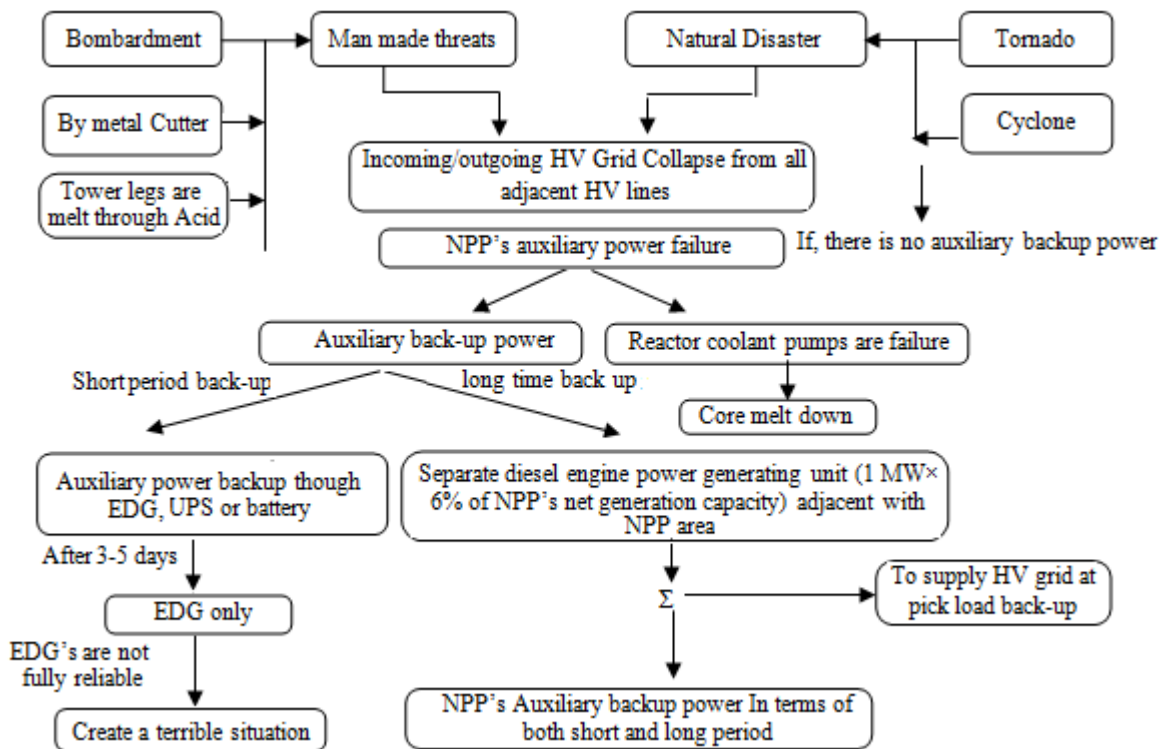 Bombardment
Man made threats
Natural Disaster
Tornado
By metal Cutter
Cyclone
Incoming/outgoing HV Grid Collapse from all
adjacent HV lines
Tower legs are
melt through Acid
NPP's auxiliary power failure
If, there is no auxiliary backup power
Auxiliary back-up power
Reactor coolant pumps are failure
Short period back-up
long time back up
Core melt down
Auxiliary power backup though
EDG, UPS or battery
Separate diesel engine power generating unit (1 MW×
6% of NPP's net generation capacity) adjacent with
NPP area
After 3-5 days
Σ
To supply HV grid at
pick load back-up
EDG only
EDG's are not
fully reliable
Create a terrible situation
NPP's Auxiliary backup power In terms of
both short and long period